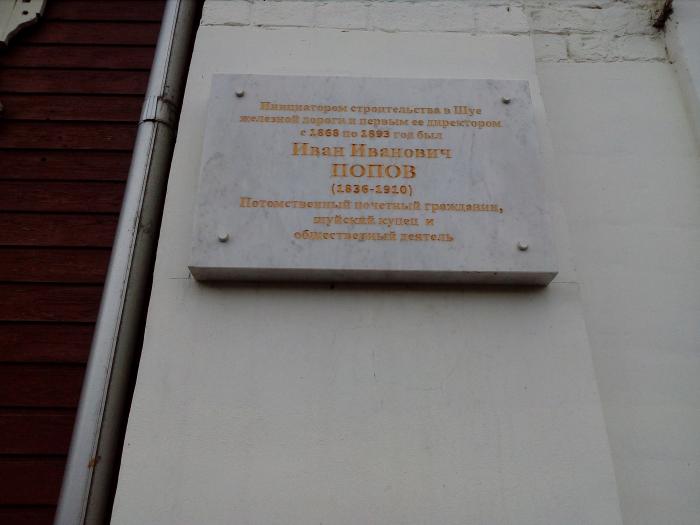 Инициатором строительства в Шуе
железной дороги и первым ее директором
с 1868 по 1893 год был
Иван Иванович
ПОПОВ
(1836-1910)
Потомственный почетный гражданин,
шуйский купец и
общественный деятель